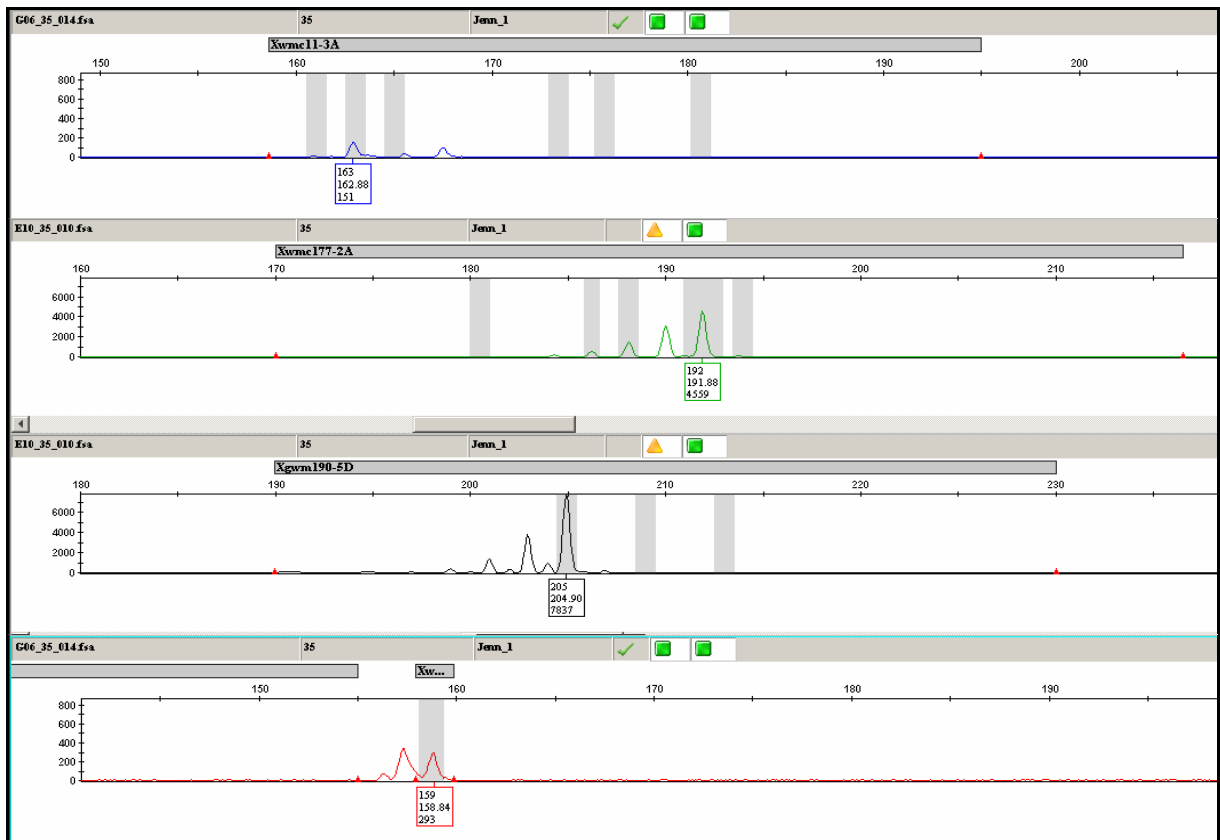 G06_35_014.fsa 35 Jenn_1
Xwmc11-3A
150 160 170 180 190 200
800
600
400
200
0
163
162.88
151
E10_35_010.fsa 35 Jenn_1
Xwmc177-2A
160 170 180 190 200 210
6000
4000
2000
0
192
191.88
4559
E10_35_010.fsa 35 Jenn_1
Xgwm190-5D
180 190 200 210 220 230
6000
4000
2000
0
205
204.90
7837
G06_35_014.fsa 35 Jenn_1
Xw...
150 160 170 180 190
800
600
400
200
0
159
158.84
293